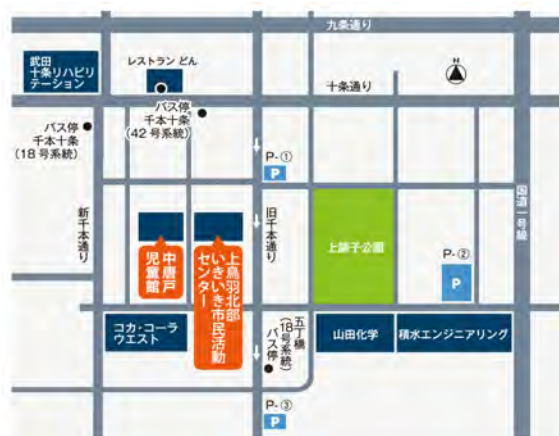 九条通り
武田
十条リハビリ
テーション
レストラン どん
十条通り
N
バス停
千本十条
(18号系統)
バス停
千本十条
(42号系統)
P-①
P
新千本通り
旧千本通り
国道一号線
上調子公園
P-②
P
中唐戸
児童館
上鳥羽北部
いきいき市民活動
センター
コカ・コーラ
ウエスト
五丁橋
(18号系統)
バス停
山田化学
積水エンジニアリング
P-③
P